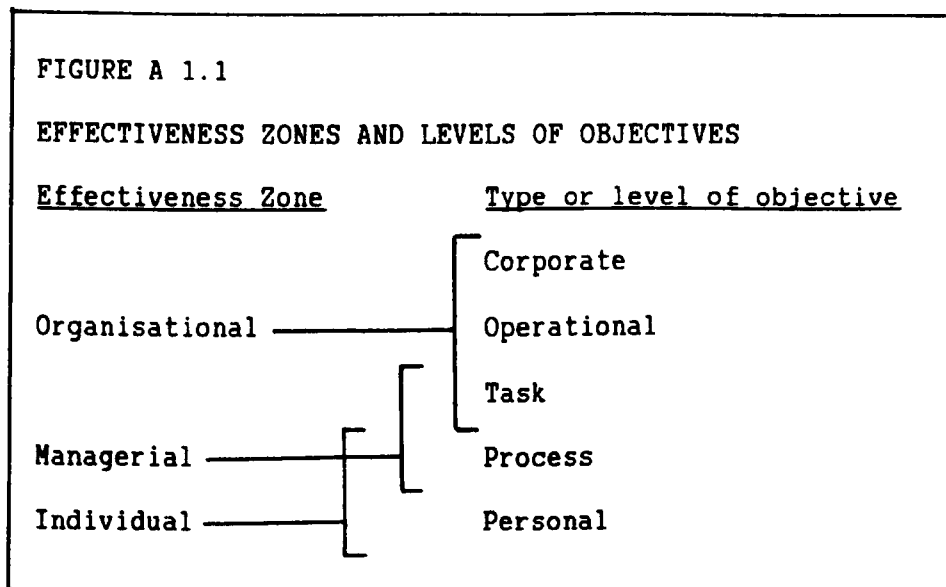 FIGURE A 1.1
EFFECTIVENESS ZONES AND LEVELS OF OBJECTIVES
Effectiveness Zone Type or level of objective
Corporate
Organisational Operational
Task
Managerial Process
Individual Personal